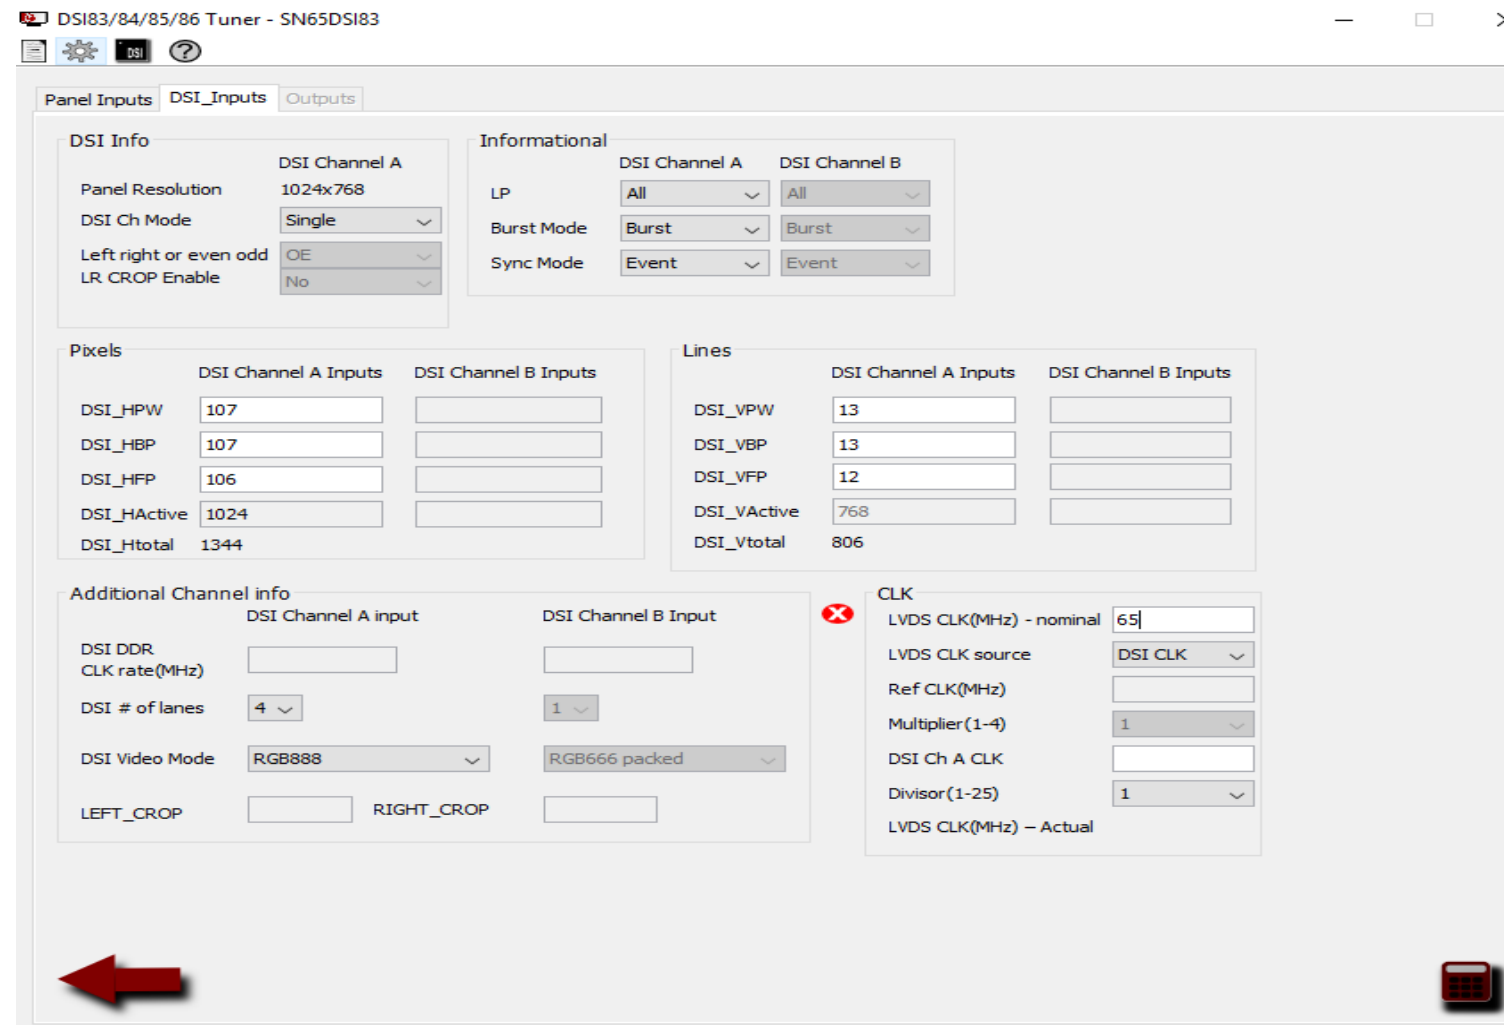 DSI83/84/85/86 Tuner - SN65DSI83
DSI
?
Panel Inputs DSI_Inputs Outputs
DSI Info
DSI Channel A
Panel Resolution 1024x768
DSI Ch Mode Single
Left right or even odd OE
LR CROP Enable No
Informational
DSI Channel A DSI Channel B
LP All All
Burst Mode Burst Burst
Sync Mode Event Event
Pixels
DSI Channel A Inputs DSI Channel B Inputs
DSI_HPW 107
DSI_HBP 107
DSI_HFP 106
DSI_HActive 1024
DSI_Htotal 1344
Lines
DSI Channel A Inputs DSI Channel B Inputs
DSI_VPW 13
DSI_VBP 13
DSI_VFP 12
DSI_VActive 768
DSI_Vtotal 806
Additional Channel info
DSI Channel A input DSI Channel B Input
DSI DDR
CLK rate(MHz)
DSI # of lanes 4 1
DSI Video Mode RGB888 RGB666 packed
LEFT_CROP RIGHT_CROP
CLK
LVDS CLK(MHz) - nominal 65
LVDS CLK source DSI CLK
Ref CLK(MHz)
Multiplier(1-4) 1
DSI Ch A CLK
Divisor(1-25) 1
LVDS CLK(MHz) – Actual